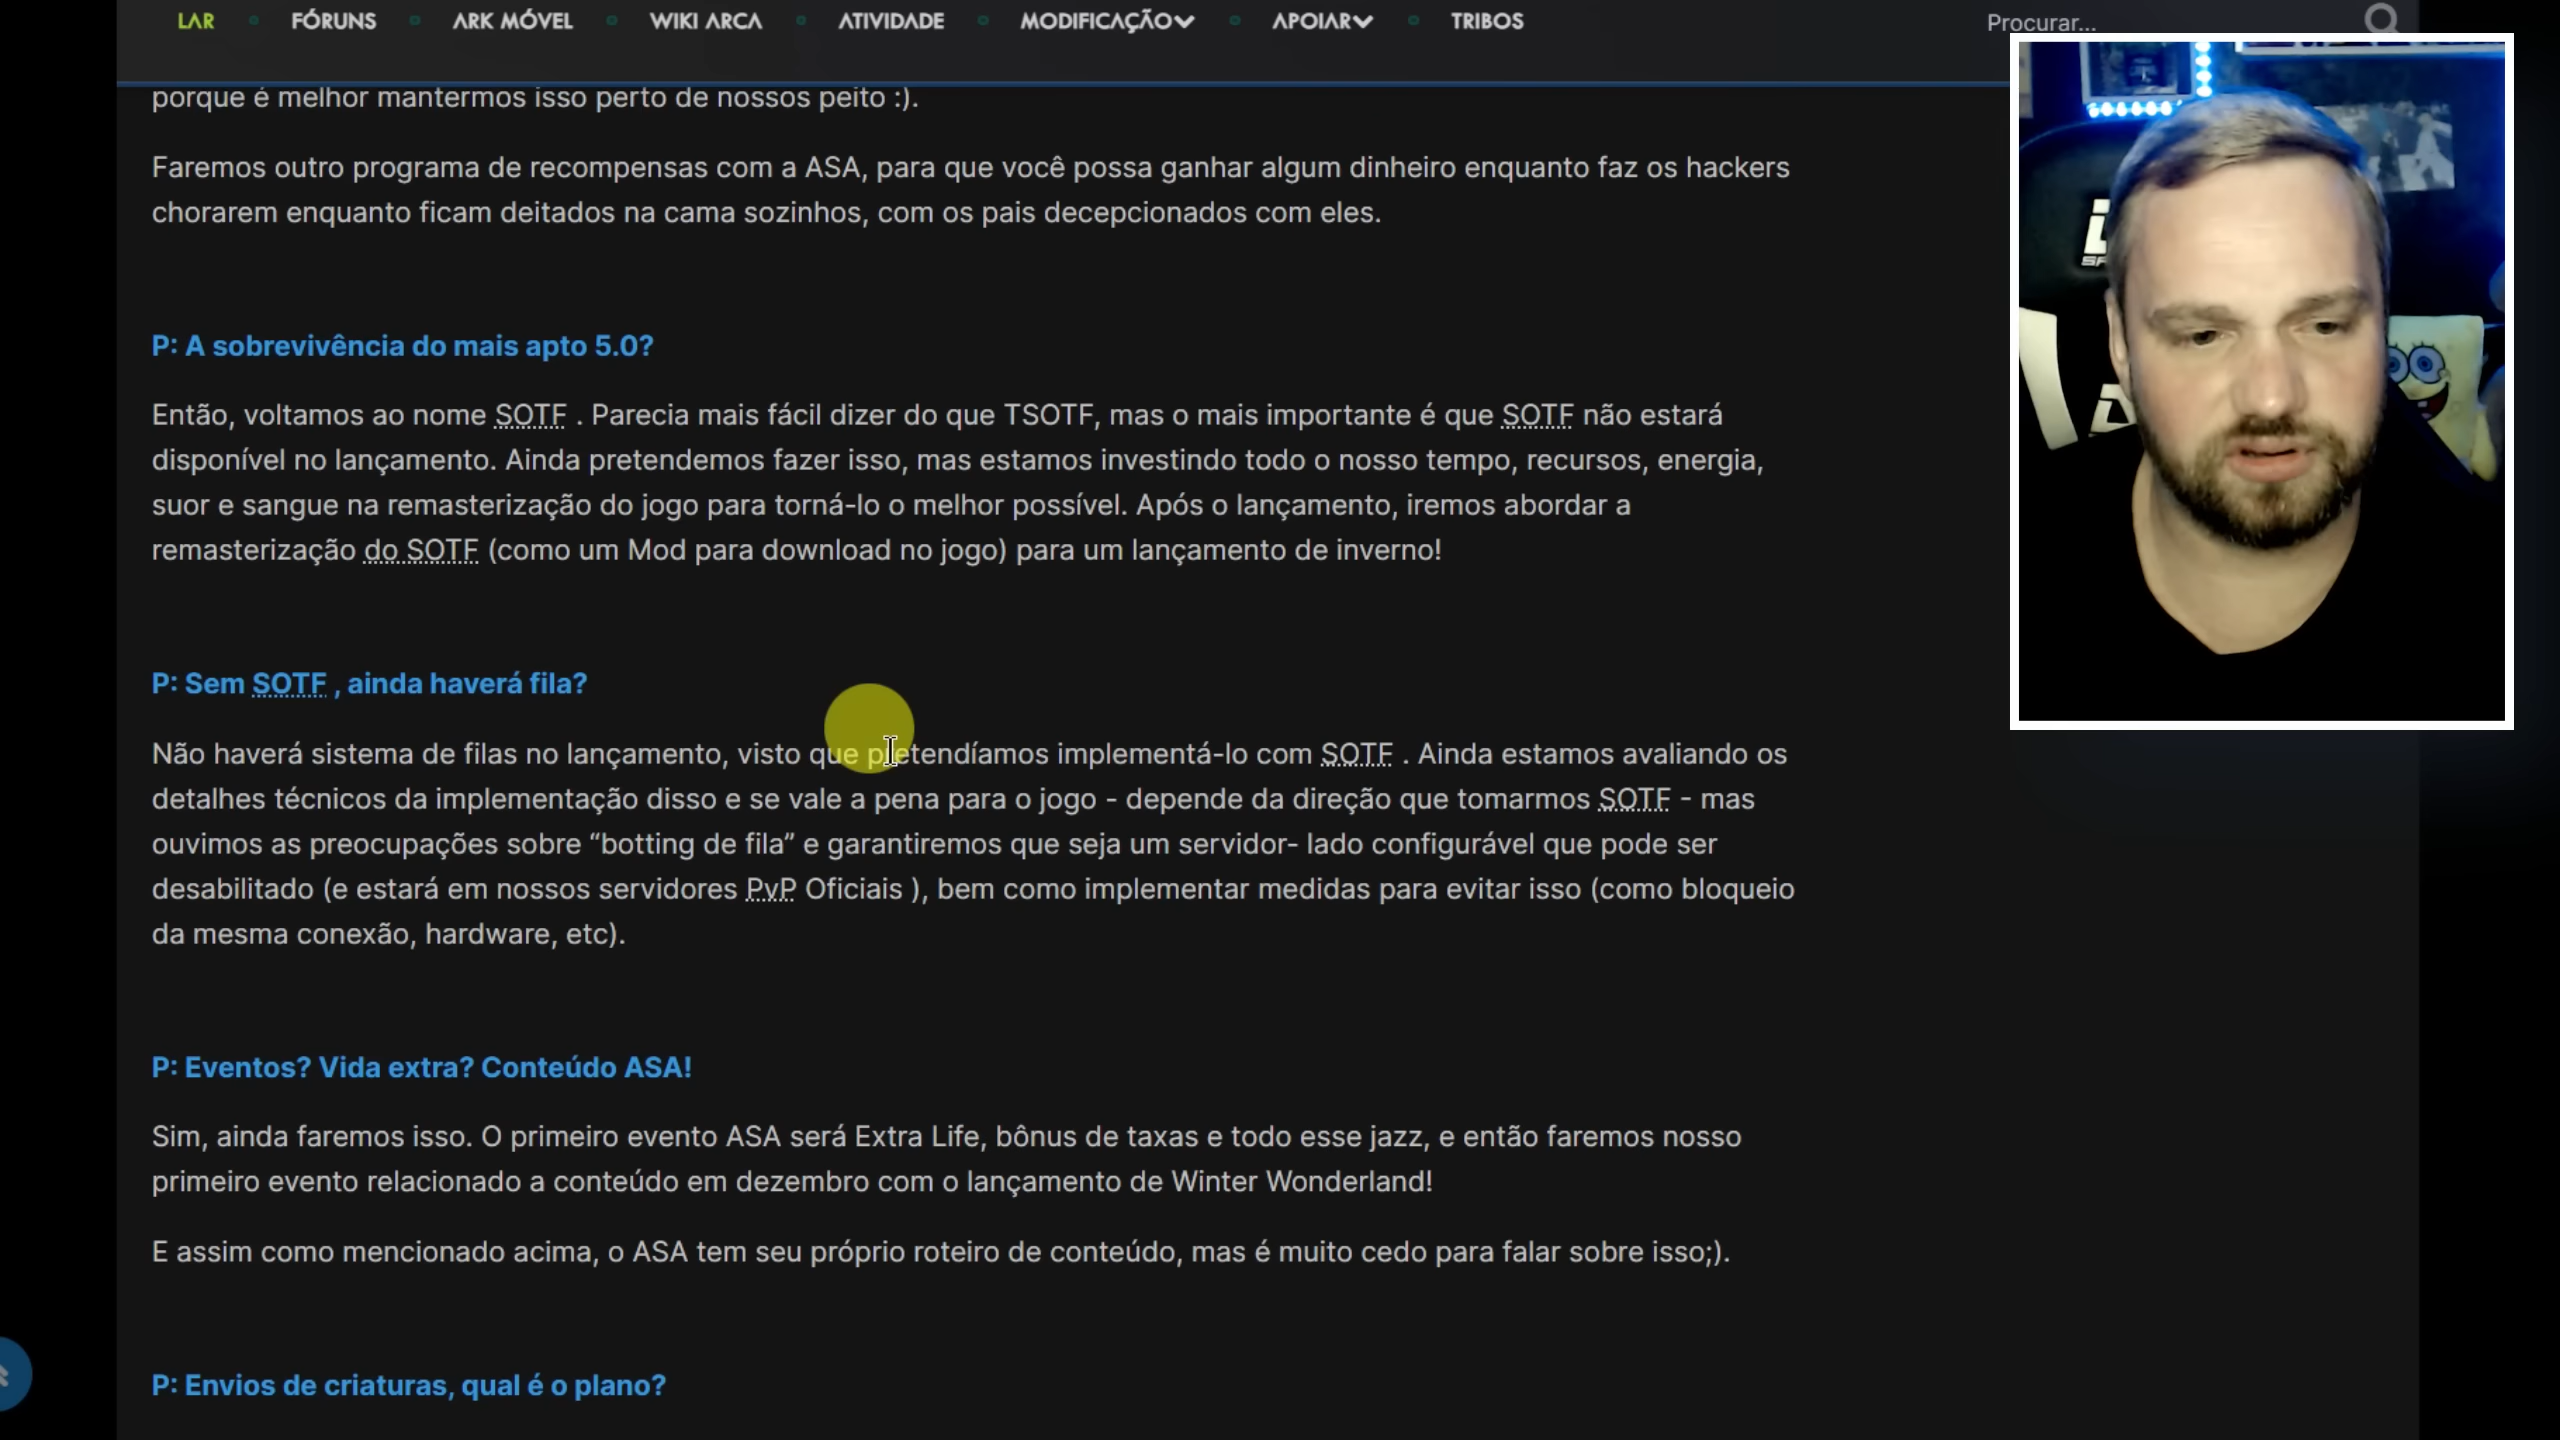 LAR FÓRUNS ARK MÓVEL WIKI ARCA ATIVIDADE MODIFICAÇÃO APOIAR TRIBOS Procurar...
porque é melhor mantermos isso perto de nossos peito :).
Faremos outro programa de recompensas com a ASA, para que você possa ganhar algum dinheiro enquanto faz os hackers
chorarem enquanto ficam deitados na cama sozinhos, com os pais decepcionados com eles.
P: A sobrevivência do mais apto 5.0?
Então, voltamos ao nome SOTF . Parecia mais fácil dizer do que TSOTF, mas o mais importante é que SOTF não estará
disponível no lançamento. Ainda pretendemos fazer isso, mas estamos investindo todo o nosso tempo, recursos, energia,
suor e sangue na remasterização do jogo para torná-lo o melhor possível. Após o lançamento, iremos abordar a
remasterização do SOTF (como um Mod para download no jogo) para um lançamento de inverno!
P: Sem SOTF , ainda haverá fila?
Não haverá sistema de filas no lançamento, visto que pretendíamos implementá-lo com SOTF . Ainda estamos avaliando os
detalhes técnicos da implementação disso e se vale a pena para o jogo - depende da direção que tomarmos SOTF - mas
ouvimos as preocupações sobre “botting de fila” e garantiremos que seja um servidor- lado configurável que pode ser
desabilitado (e estará em nossos servidores PvP Oficiais ), bem como implementar medidas para evitar isso (como bloqueio
da mesma conexão, hardware, etc).
P: Eventos? Vida extra? Conteúdo ASA!
Sim, ainda faremos isso. O primeiro evento ASA será Extra Life, bônus de taxas e todo esse jazz, e então faremos nosso
primeiro evento relacionado a conteúdo em dezembro com o lançamento de Winter Wonderland!
E assim como mencionado acima, o ASA tem seu próprio roteiro de conteúdo, mas é muito cedo para falar sobre isso;).
P: Envios de criaturas, qual é o plano?